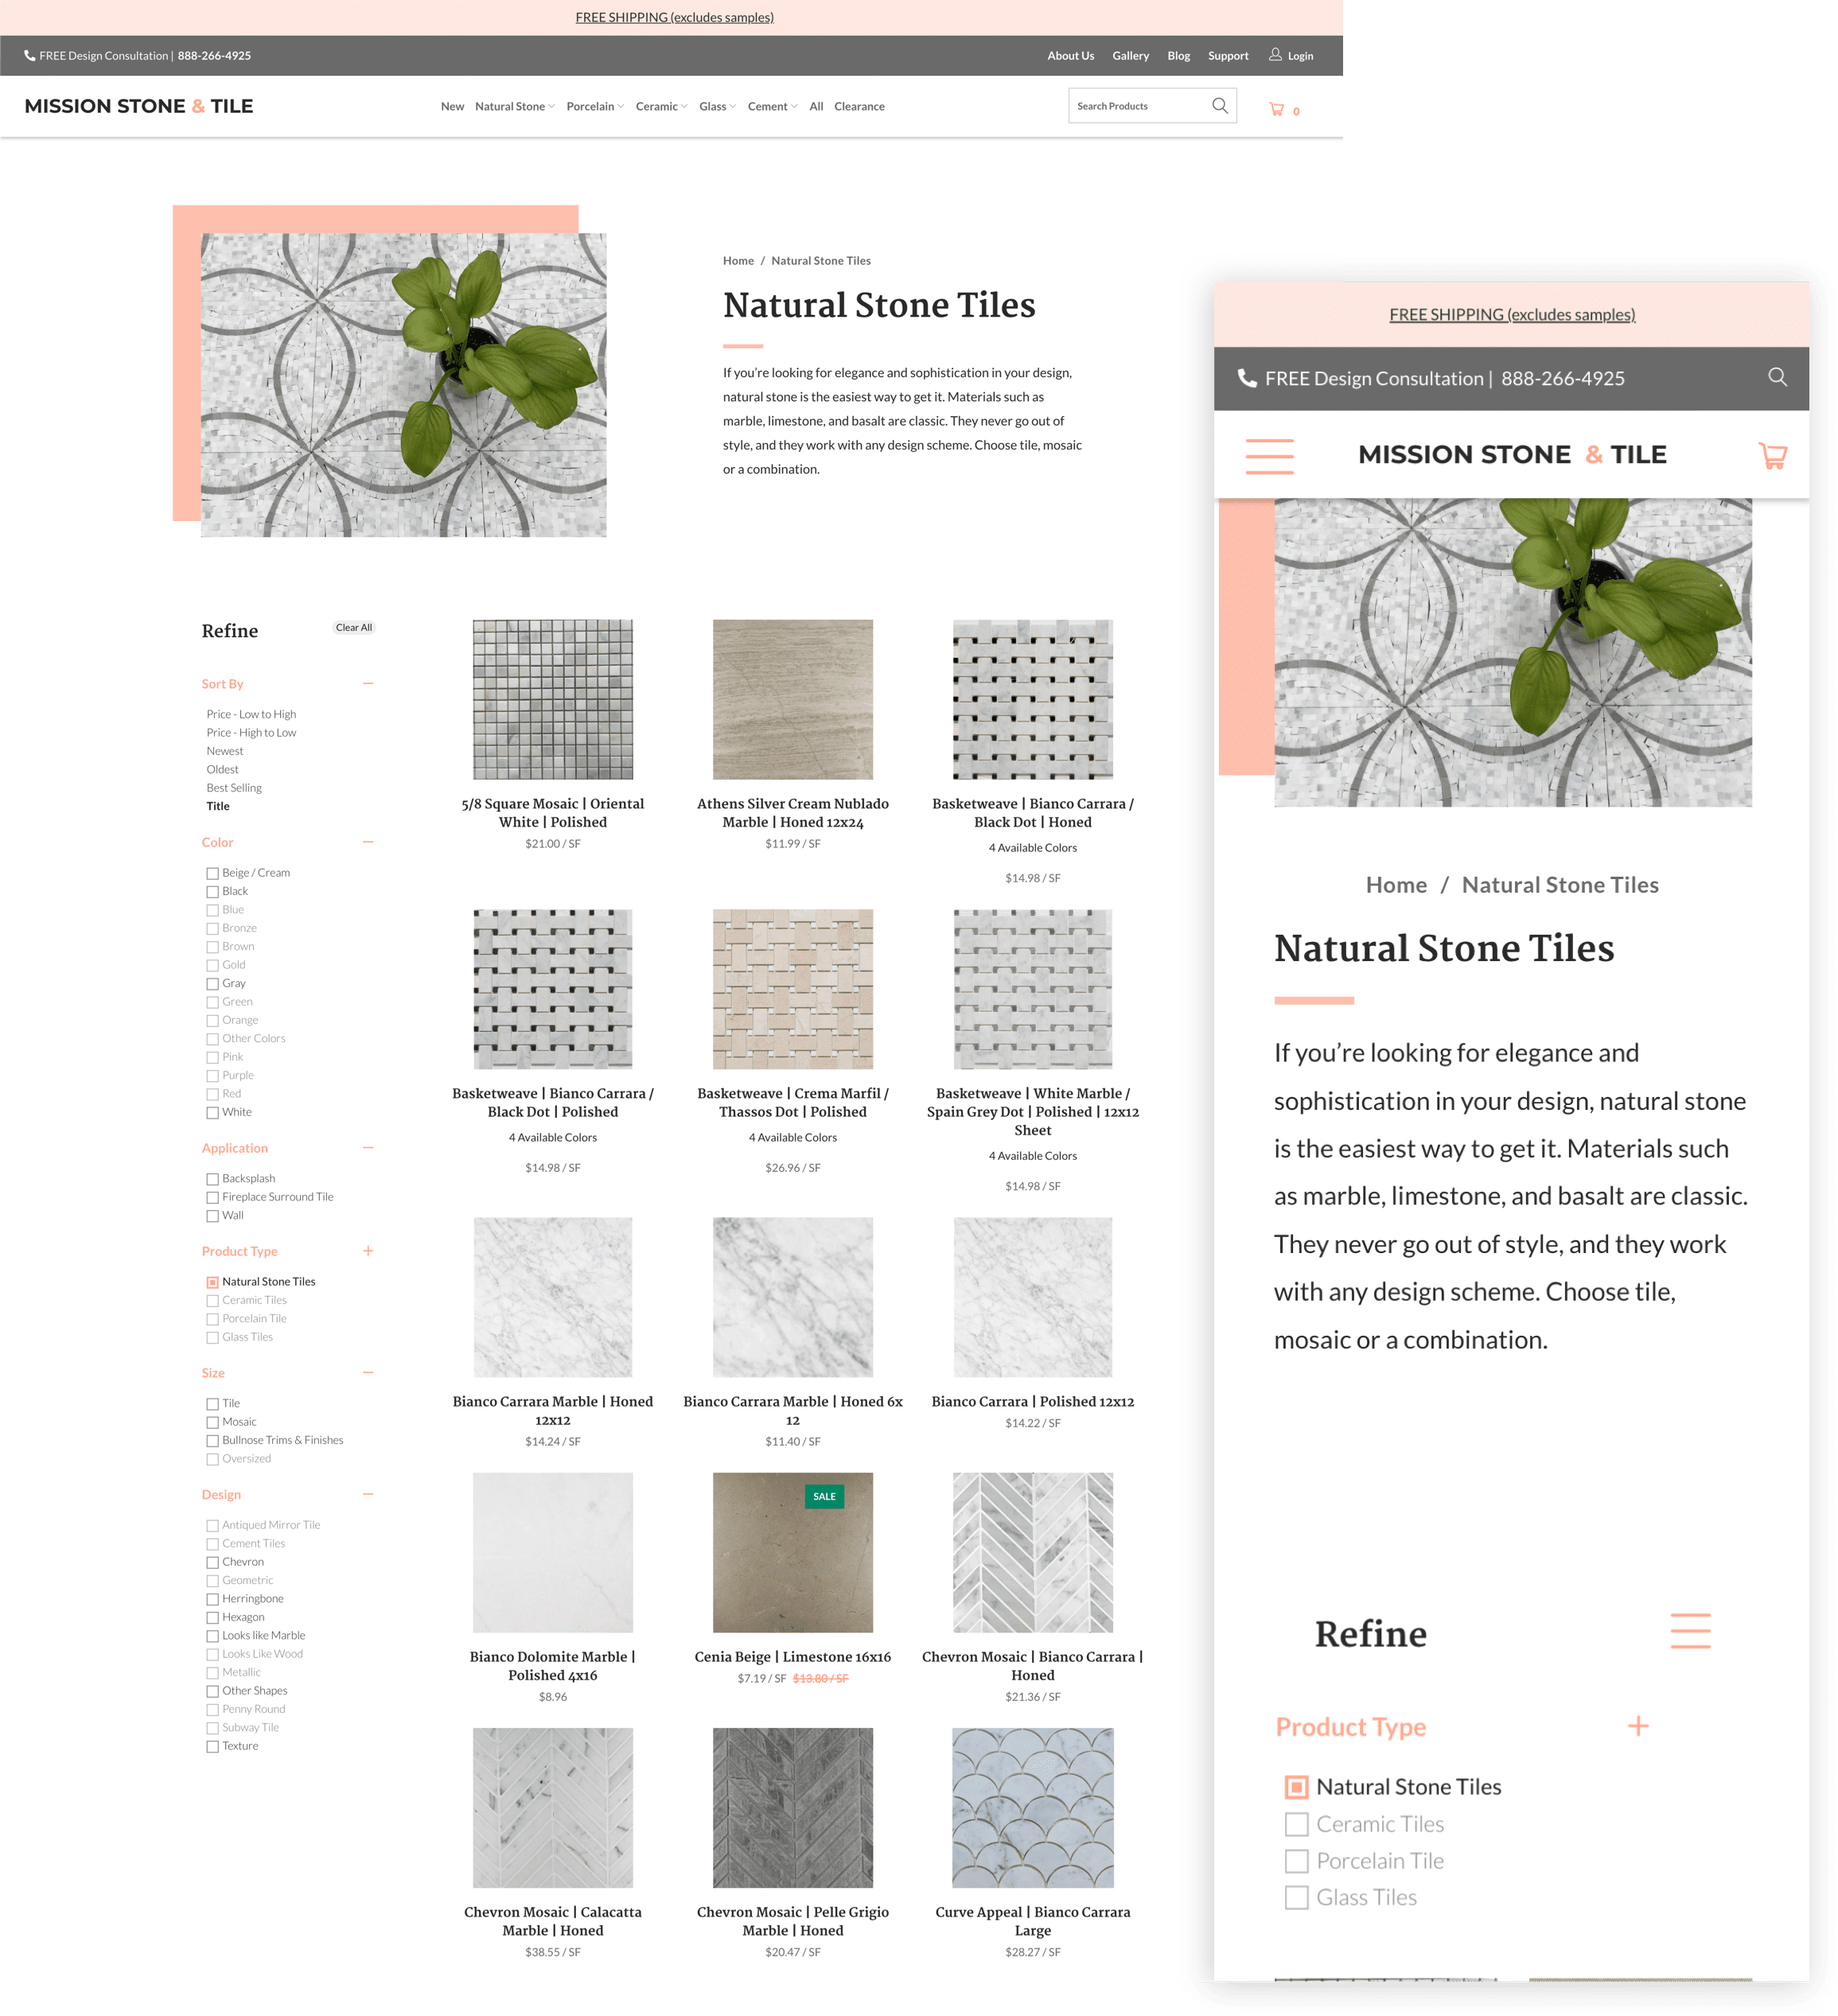 FREE SHIPPING (excludes samples)
FREE Design Consultation | 888-266-4925
About Us Gallery Blog Support Login
MISSION STONE & TILE
New Natural Stone Porcelain Ceramic Glass Cement All Clearance
Search Products
0
Home / Natural Stone Tiles
Natural Stone Tiles
If you’re looking for elegance and sophistication in your design,
natural stone is the easiest way to get it. Materials such as
marble, limestone, and basalt are classic. They never go out of
style, and they work with any design scheme. Choose tile, mosaic
or a combination.
Refine
Clear All
Sort By
Price - Low to High
Price - High to Low
Newest
Oldest
Best Selling
Title
Color
Beige / Cream
Black
Blue
Bronze
Brown
Gold
Gray
Green
Orange
Other Colors
Pink
Purple
Red
White
Application
Backsplash
Fireplace Surround Tile
Wall
Product Type
Natural Stone Tiles
Ceramic Tiles
Porcelain Tile
Glass Tiles
Size
Tile
Mosaic
Bullnose Trims & Finishes
Oversized
Design
Antiqued Mirror Tile
Cement Tiles
Chevron
Geometric
Herringbone
Hexagon
Looks like Marble
Looks Like Wood
Metallic
Other Shapes
Penny Round
Subway Tile
Texture
5/8 Square Mosaic | Oriental
White | Polished
$21.00 / SF
Athens Silver Cream Nublado
Marble | Honed 12x24
$11.99 / SF
Basketweave | Bianco Carrara /
Black Dot | Honed
4 Available Colors
$14.98 / SF
Basketweave | Bianco Carrara /
Black Dot | Polished
4 Available Colors
$14.98 / SF
Basketweave | Crema Marfil /
Thassos Dot | Polished
4 Available Colors
$26.96 / SF
Basketweave | White Marble /
Spain Grey Dot | Polished | 12x12
Sheet
4 Available Colors
$14.98 / SF
Bianco Carrara Marble | Honed
12x12
$14.24 / SF
Bianco Carrara Marble | Honed 6x
12
$11.40 / SF
Bianco Carrara | Polished 12x12
$14.22 / SF
Bianco Dolomite Marble |
Polished 4x16
$8.96
SALE
Cenia Beige | Limestone 16x16
$7.19 / SF $13.80 / SF
Chevron Mosaic | Bianco Carrara |
Honed
$21.36 / SF
Chevron Mosaic | Calacatta
Marble | Honed
$38.55 / SF
Chevron Mosaic | Pelle Grigio
Marble | Honed
$20.47 / SF
Curve Appeal | Bianco Carrara
Large
$28.27 / SF
FREE SHIPPING (excludes samples)
FREE Design Consultation | 888-266-4925
MISSION STONE & TILE
Home / Natural Stone Tiles
Natural Stone Tiles
If you’re looking for elegance and
sophistication in your design, natural stone
is the easiest way to get it. Materials such
as marble, limestone, and basalt are classic.
They never go out of style, and they work
with any design scheme. Choose tile,
mosaic or a combination.
Refine
Product Type
Natural Stone Tiles
Ceramic Tiles
Porcelain Tile
Glass Tiles